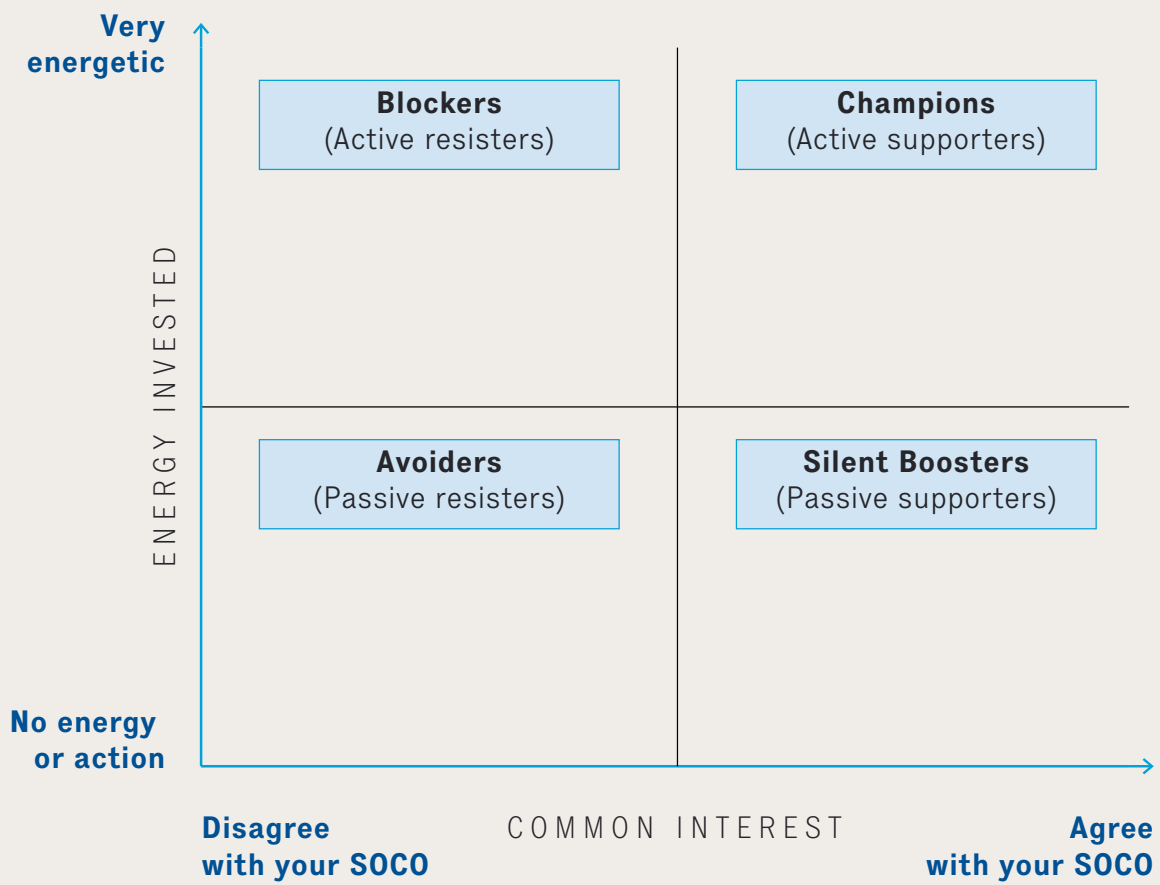 Very
energetic
Blockers
(Active resisters)
Champions
(Active supporters)
ENERGY INVESTED
Avoiders
(Passive resisters)
Silent Boosters
(Passive supporters)
No energy
or action
Disagree
with your SOCO
COMMON INTEREST
Agree
with your SOCO